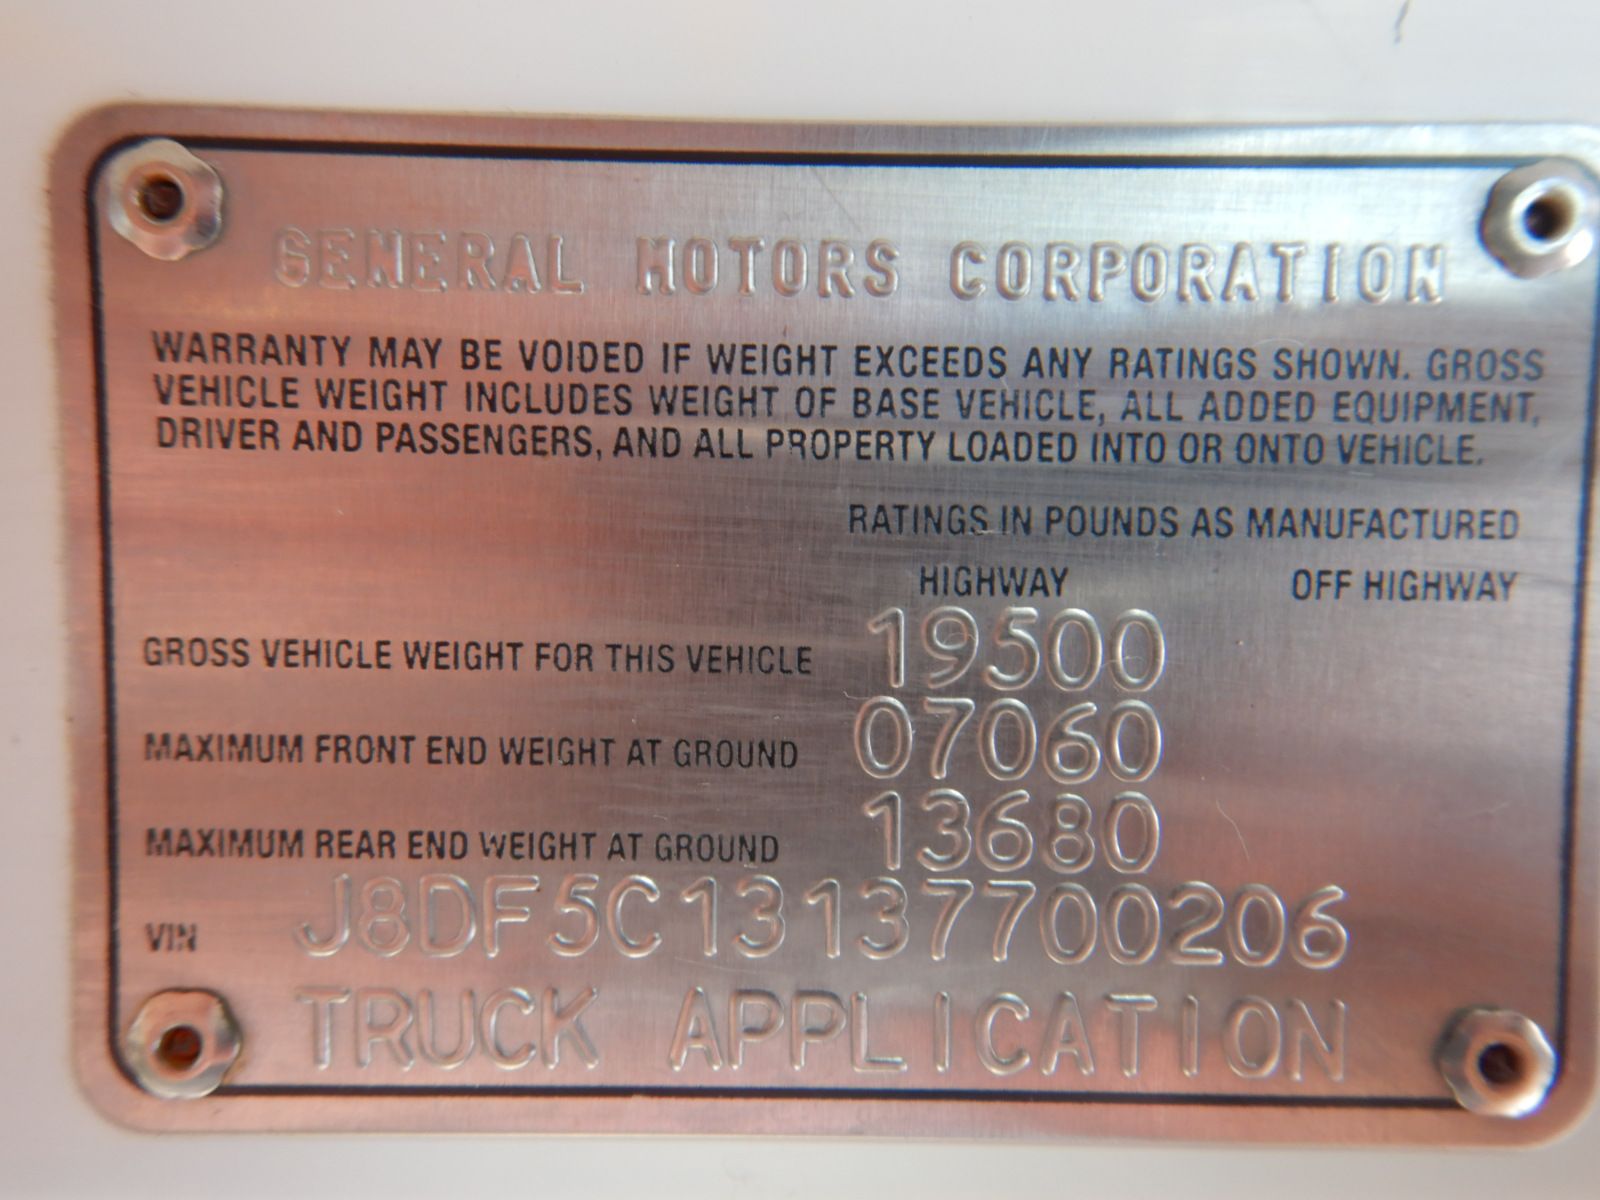 GENERAL MOTORS CORPORATION
WARRANTY MAY BE VOIDED IF WEIGHT EXCEEDS ANY RATINGS SHOWN. GROSS
VEHICLE WEIGHT INCLUDES WEIGHT OF BASE VEHICLE, ALL ADDED EQUIPMENT,
DRIVER AND PASSENGERS, AND ALL PROPERTY LOADED INTO OR ONTO VEHICLE.
RATINGS IN POUNDS AS MANUFACTURED
HIGHWAY OFF HIGHWAY
GROSS VEHICLE WEIGHT FOR THIS VEHICLE 19500
MAXIMUM FRONT END WEIGHT AT GROUND 07060
MAXIMUM REAR END WEIGHT AT GROUND 13680
VIN J8DF5C13137700206
TRUCK APPLICATION